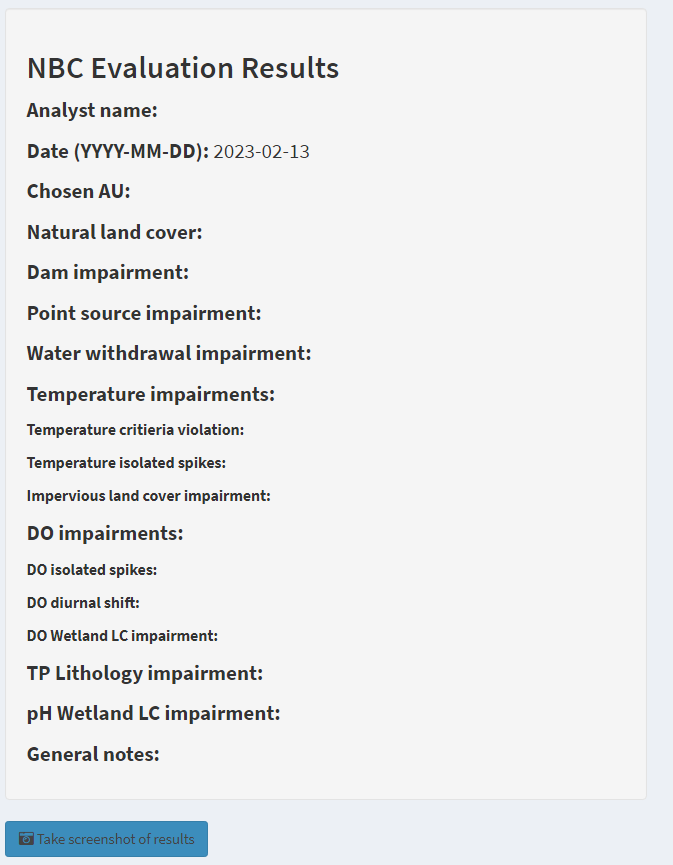 NBC Evaluation Results
Analyst name:
Date (YYYY-MM-DD): 2023-02-13
Chosen AU:
Natural land cover:
Dam impairment:
Point source impairment:
Water withdrawal impairment:
Temperature impairments:
Temperature critieria violation:
Temperature isolated spikes:
Impervious land cover impairment:
DO impairments:
DO isolated spikes:
DO diurnal shift:
DO Wetland LC impairment:
TP Lithology impairment:
pH Wetland LC impairment:
General notes:
Take screenshot of results